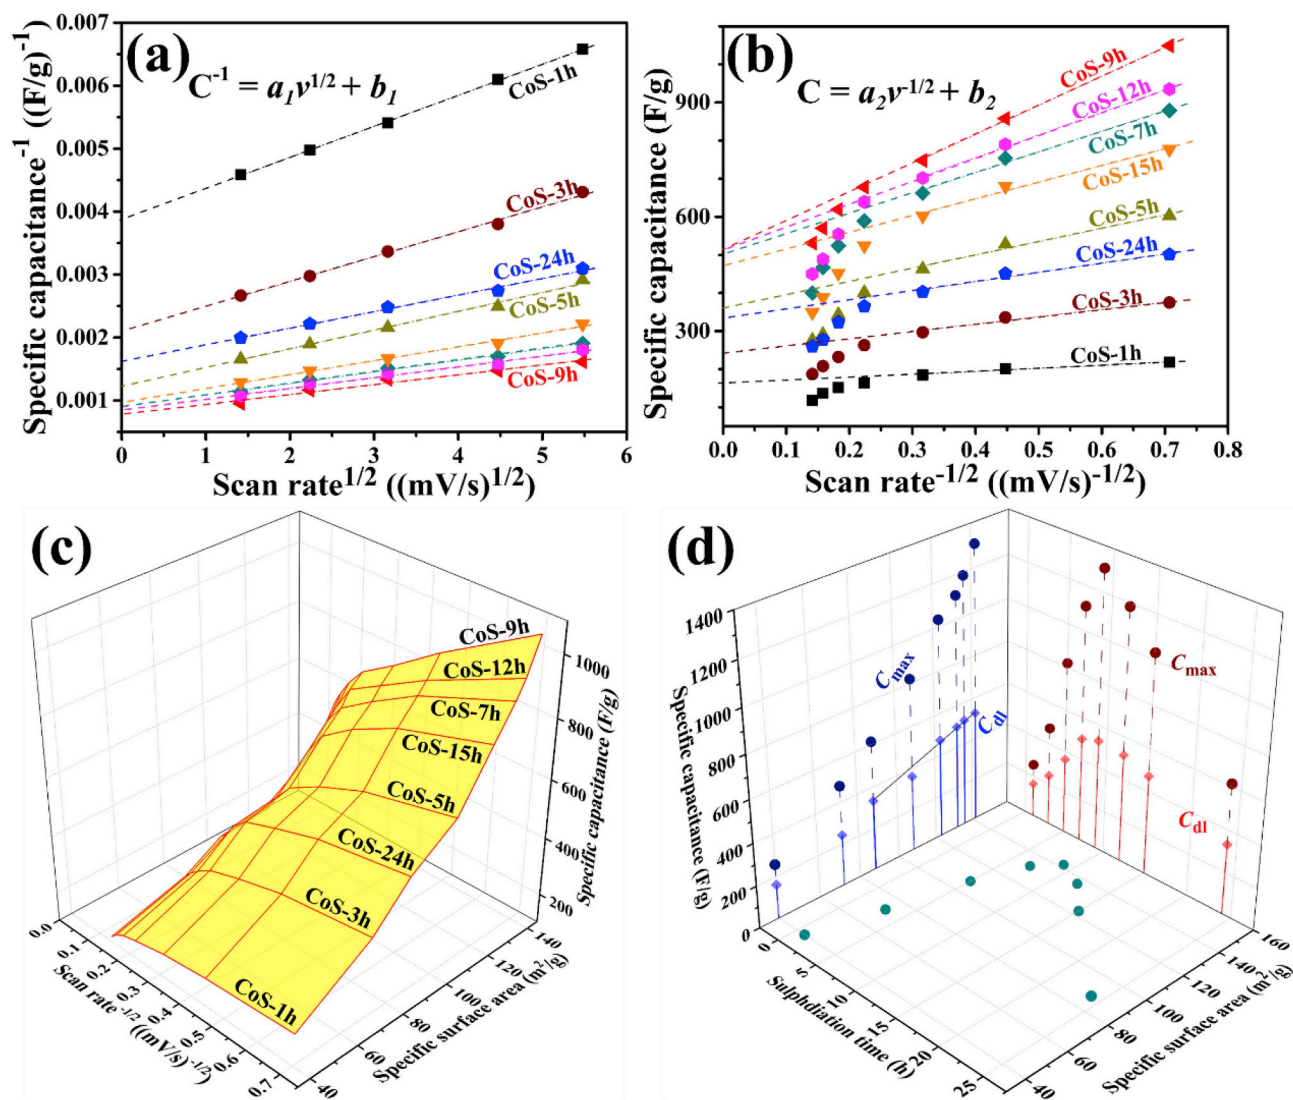 (a)
C⁻¹ = a₁v¹/² + b₁
CoS-1h
CoS-3h
CoS-24h
CoS-5h
CoS-9h
0.007
0.006
0.005
0.004
0.003
0.002
0.001
0 1 2 3 4 5 6
Specific capacitance⁻¹ ((F/g)⁻¹)
Scan rate¹/² ((mV/s)¹/²)
(b)
C = a₂v⁻¹/² + b₂
CoS-9h
CoS-12h
CoS-7h
CoS-15h
CoS-5h
CoS-24h
CoS-3h
CoS-1h
900
600
300
0.0 0.1 0.2 0.3 0.4 0.5 0.6 0.7 0.8
Specific capacitance (F/g)
Scan rate⁻¹/² ((mV/s)⁻¹/²)
(c)
CoS-9h
CoS-12h
CoS-7h
CoS-15h
CoS-5h
CoS-24h
CoS-3h
CoS-1h
1000
800
600
400
200
Specific capacitance (F/g)
0.0 0.1 0.2 0.3 0.4 0.5 0.6 0.7
Scan rate⁻¹/² ((mV/s)⁻¹/²)
40 60 80 100 120 140
Specific surface area (m²/g)
(d)
Cmax
Cdl
Cmax
Cdl
1400
1200
1000
800
600
400
200
0
Specific capacitance (F/g)
0 5 10 15 20 25
Sulphdiation time (h)
40 60 80 100 120 140 160
Specific surface area (m²/g)